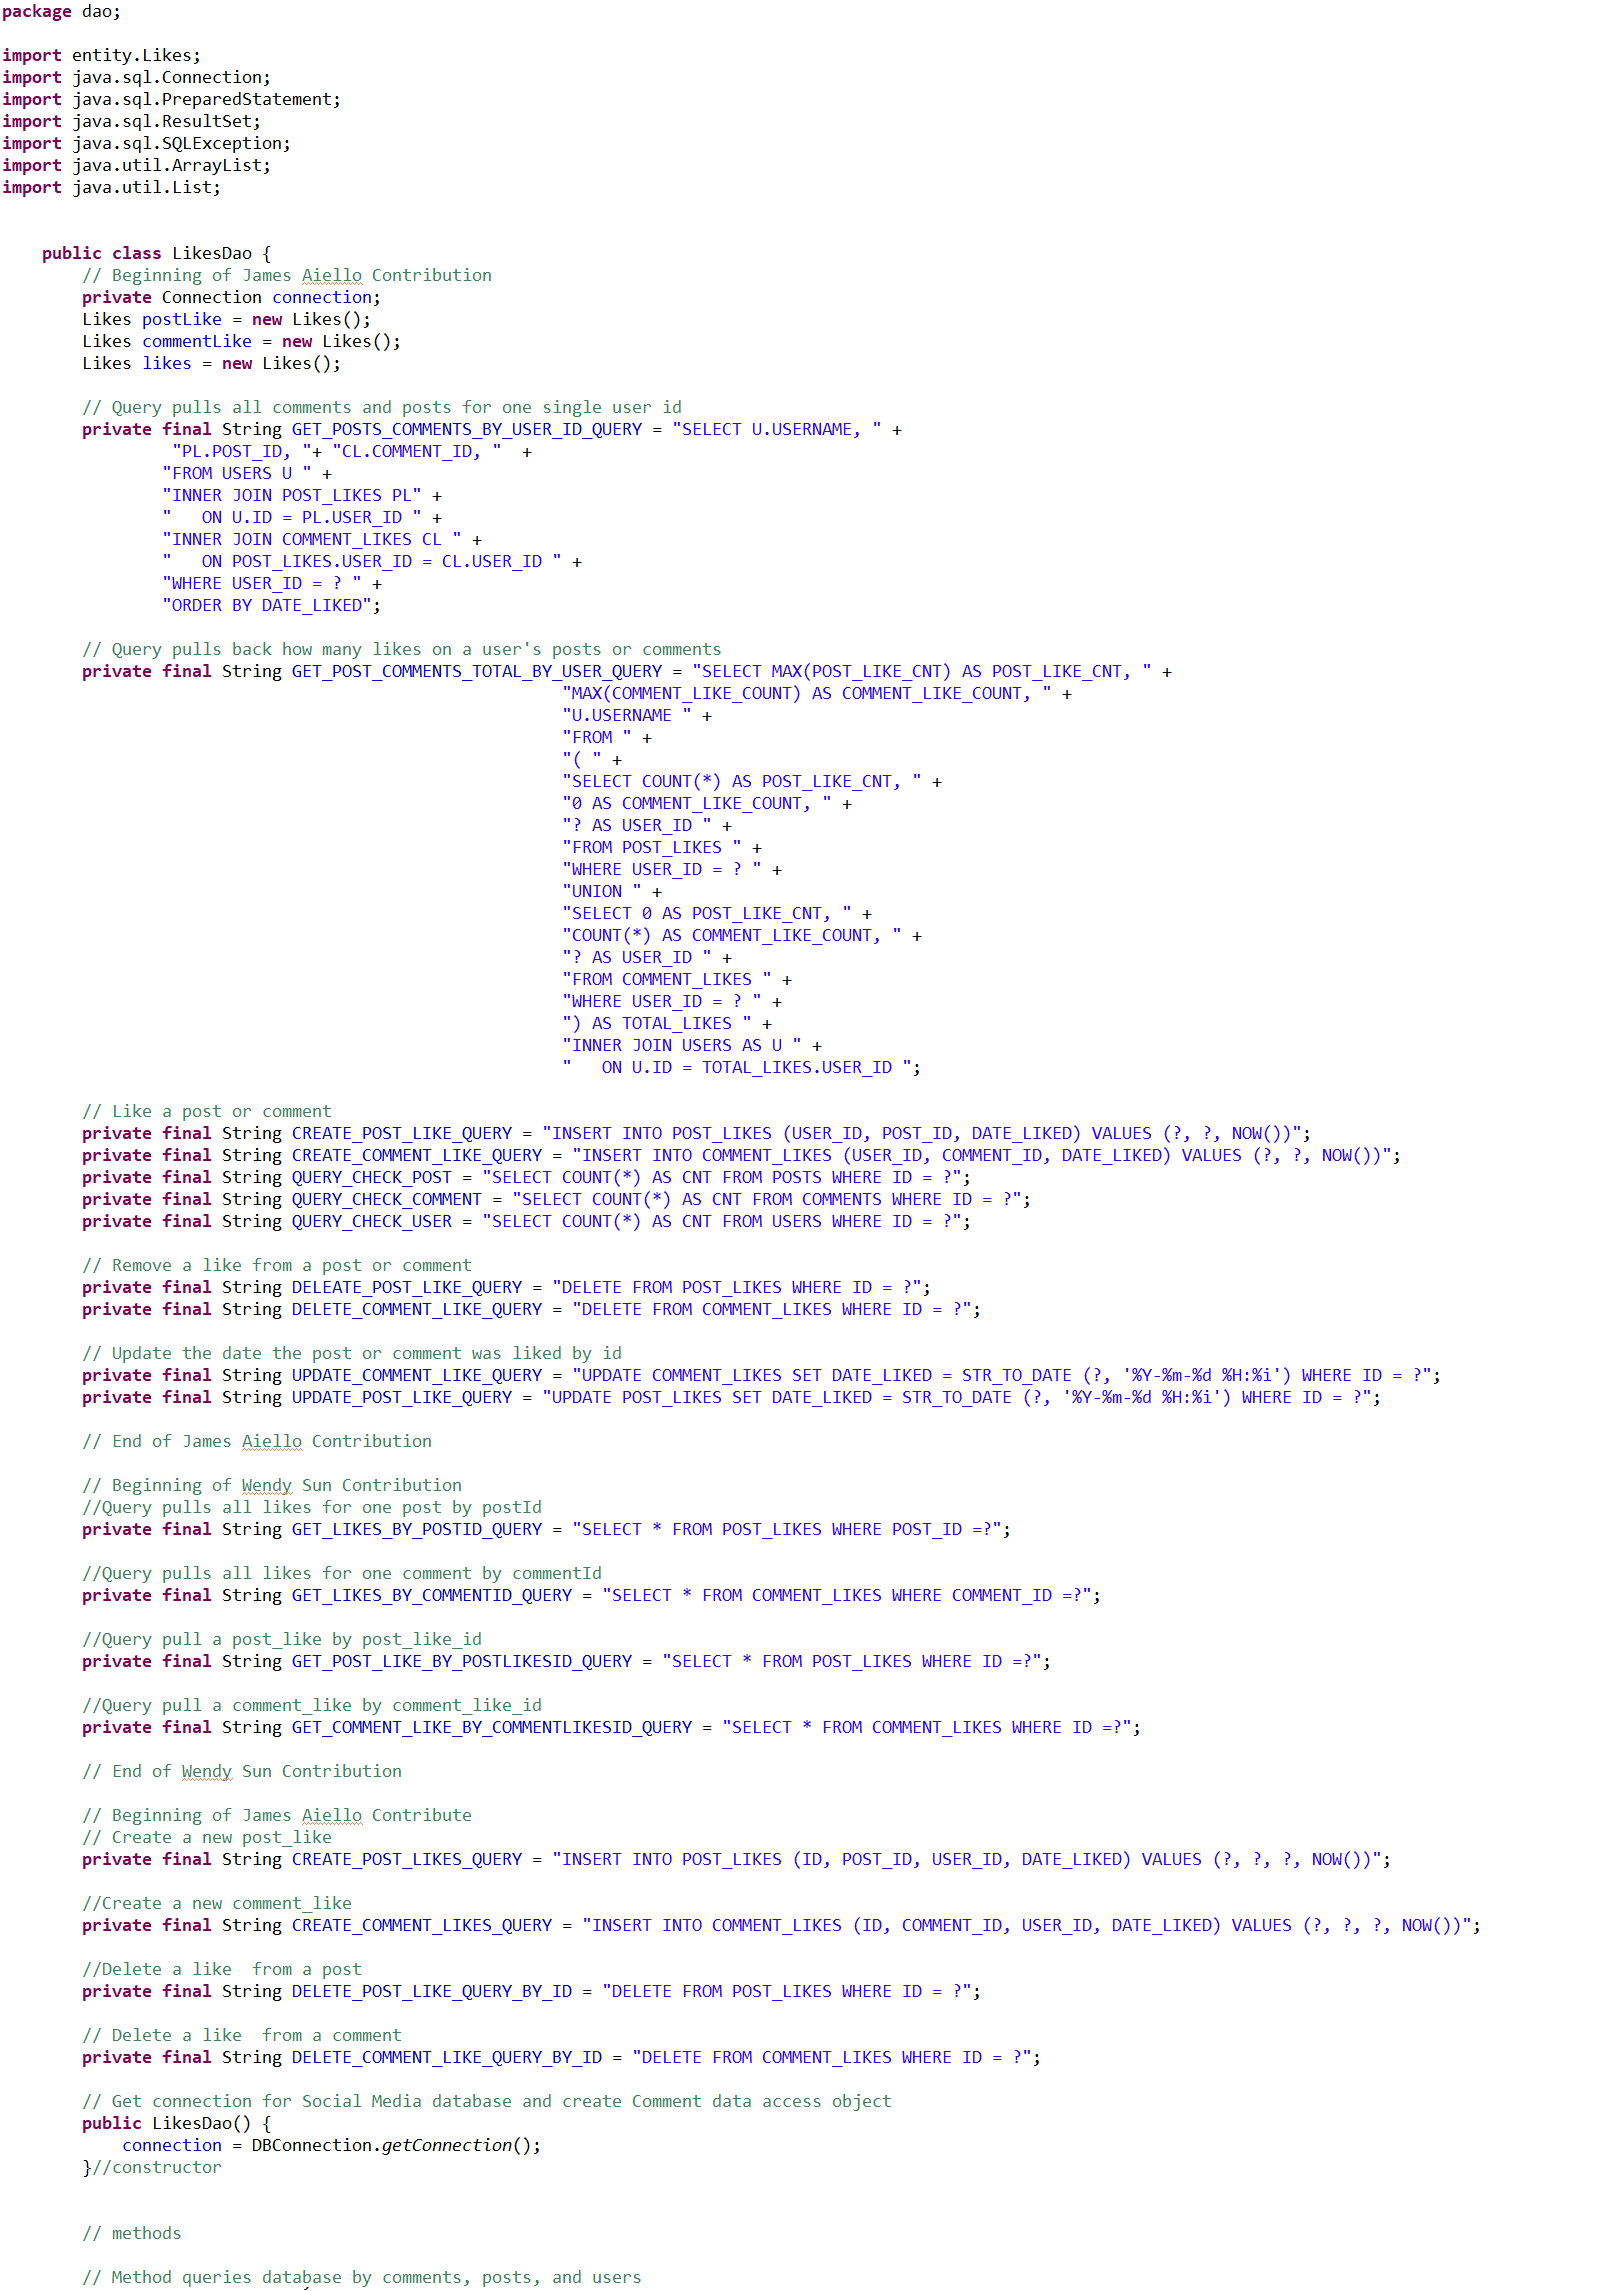 package dao;
import entity.Likes;
import java.sql.Connection;
import java.sql.PreparedStatement;
import java.sql.ResultSet;
import java.sql.SQLException;
import java.util.ArrayList;
import java.util.List;
public class LikesDao {
// Beginning of James Aiello Contribution
private Connection connection;
Likes postLike = new Likes();
Likes commentLike = new Likes();
Likes likes = new Likes();
// Query pulls all comments and posts for one single user id
private final String GET_POSTS_COMMENTS_BY_USER_ID_QUERY = "SELECT U.USERNAME, " +
"PL.POST_ID, "+ "CL.COMMENT_ID, "  +
"FROM USERS U " +
"INNER JOIN POST_LIKES PL" +
"   ON U.ID = PL.USER_ID " +
"INNER JOIN COMMENT_LIKES CL " +
"   ON POST_LIKES.USER_ID = CL.USER_ID " +
"WHERE USER_ID = ? " +
"ORDER BY DATE_LIKED";
// Query pulls back how many likes on a user's posts or comments
private final String GET_POST_COMMENTS_TOTAL_BY_USER_QUERY = "SELECT MAX(POST_LIKE_CNT) AS POST_LIKE_CNT, " +
"MAX(COMMENT_LIKE_COUNT) AS COMMENT_LIKE_COUNT, " +
"U.USERNAME " +
"FROM " +
"( " +
"SELECT COUNT(*) AS POST_LIKE_CNT, " +
"0 AS COMMENT_LIKE_COUNT, " +
"? AS USER_ID " +
"FROM POST_LIKES " +
"WHERE USER_ID = ? " +
"UNION " +
"SELECT 0 AS POST_LIKE_CNT, " +
"COUNT(*) AS COMMENT_LIKE_COUNT, " +
"? AS USER_ID " +
"FROM COMMENT_LIKES " +
"WHERE USER_ID = ? " +
") AS TOTAL_LIKES " +
"INNER JOIN USERS AS U " +
"   ON U.ID = TOTAL_LIKES.USER_ID ";
// Like a post or comment
private final String CREATE_POST_LIKE_QUERY = "INSERT INTO POST_LIKES (USER_ID, POST_ID, DATE_LIKED) VALUES (?, ?, NOW())";
private final String CREATE_COMMENT_LIKE_QUERY = "INSERT INTO COMMENT_LIKES (USER_ID, COMMENT_ID, DATE_LIKED) VALUES (?, ?, NOW())";
private final String QUERY_CHECK_POST = "SELECT COUNT(*) AS CNT FROM POSTS WHERE ID = ?";
private final String QUERY_CHECK_COMMENT = "SELECT COUNT(*) AS CNT FROM COMMENTS WHERE ID = ?";
private final String QUERY_CHECK_USER = "SELECT COUNT(*) AS CNT FROM USERS WHERE ID = ?";
// Remove a like from a post or comment
private final String DELEATE_POST_LIKE_QUERY = "DELETE FROM POST_LIKES WHERE ID = ?";
private final String DELETE_COMMENT_LIKE_QUERY = "DELETE FROM COMMENT_LIKES WHERE ID = ?";
// Update the date the post or comment was liked by id
private final String UPDATE_COMMENT_LIKE_QUERY = "UPDATE COMMENT_LIKES SET DATE_LIKED = STR_TO_DATE (?, '%Y-%m-%d %H:%i') WHERE ID = ?";
private final String UPDATE_POST_LIKE_QUERY = "UPDATE POST_LIKES SET DATE_LIKED = STR_TO_DATE (?, '%Y-%m-%d %H:%i') WHERE ID = ?";
// End of James Aiello Contribution
// Beginning of Wendy Sun Contribution
//Query pulls all likes for one post by postId
private final String GET_LIKES_BY_POSTID_QUERY = "SELECT * FROM POST_LIKES WHERE POST_ID =?";
//Query pulls all likes for one comment by commentId
private final String GET_LIKES_BY_COMMENTID_QUERY = "SELECT * FROM COMMENT_LIKES WHERE COMMENT_ID =?";
//Query pull a post_like by post_like_id
private final String GET_POST_LIKE_BY_POSTLIKESID_QUERY = "SELECT * FROM POST_LIKES WHERE ID =?";
//Query pull a comment_like by comment_like_id
private final String GET_COMMENT_LIKE_BY_COMMENTLIKESID_QUERY = "SELECT * FROM COMMENT_LIKES WHERE ID =?";
// End of Wendy Sun Contribution
// Beginning of James Aiello Contribute
// Create a new post_like
private final String CREATE_POST_LIKES_QUERY = "INSERT INTO POST_LIKES (ID, POST_ID, USER_ID, DATE_LIKED) VALUES (?, ?, ?, NOW())";
//Create a new comment_like
private final String CREATE_COMMENT_LIKES_QUERY = "INSERT INTO COMMENT_LIKES (ID, COMMENT_ID, USER_ID, DATE_LIKED) VALUES (?, ?, ?, NOW())";
//Delete a like  from a post
private final String DELETE_POST_LIKE_QUERY_BY_ID = "DELETE FROM POST_LIKES WHERE ID = ?";
// Delete a like  from a comment
private final String DELETE_COMMENT_LIKE_QUERY_BY_ID = "DELETE FROM COMMENT_LIKES WHERE ID = ?";
// Get connection for Social Media database and create Comment data access object
public LikesDao() {
connection = DBConnection.getConnection();
}//constructor
// methods
// Method queries database by comments, posts, and users